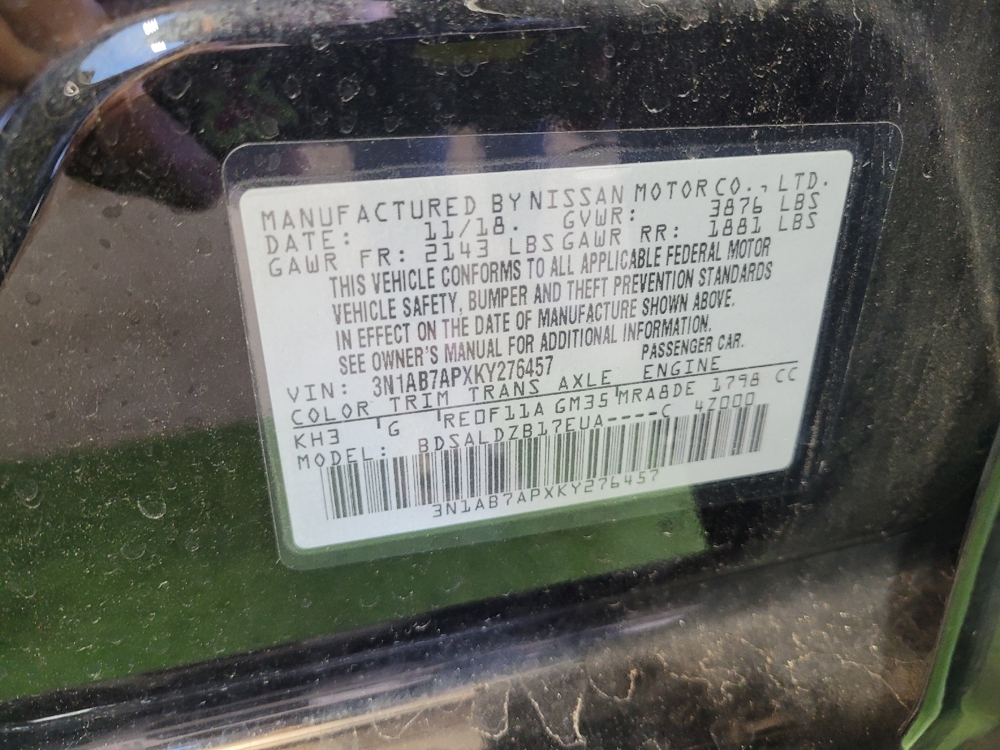 MANUFACTURED BY NISSAN MOTOR CO., LTD.
DATE: 11/18. GVWR: 3876 LBS
GAWR FR: 2143 LBS GAWR RR: 1881 LBS
THIS VEHICLE CONFORMS TO ALL APPLICABLE FEDERAL MOTOR
VEHICLE SAFETY, BUMPER AND THEFT PREVENTION STANDARDS
IN EFFECT ON THE DATE OF MANUFACTURE SHOWN ABOVE.
SEE OWNER'S MANUAL FOR ADDITIONAL INFORMATION.
VIN: 3N1AB7APXKY276457 PASSENGER CAR.
COLOR TRIM TRANS AXLE ENGINE
KH3 G RE0F11A GM35 MRA8DE 1798 CC
MODEL: BDSALDZB17EUA----C 47000
3N1AB7APXKY276457